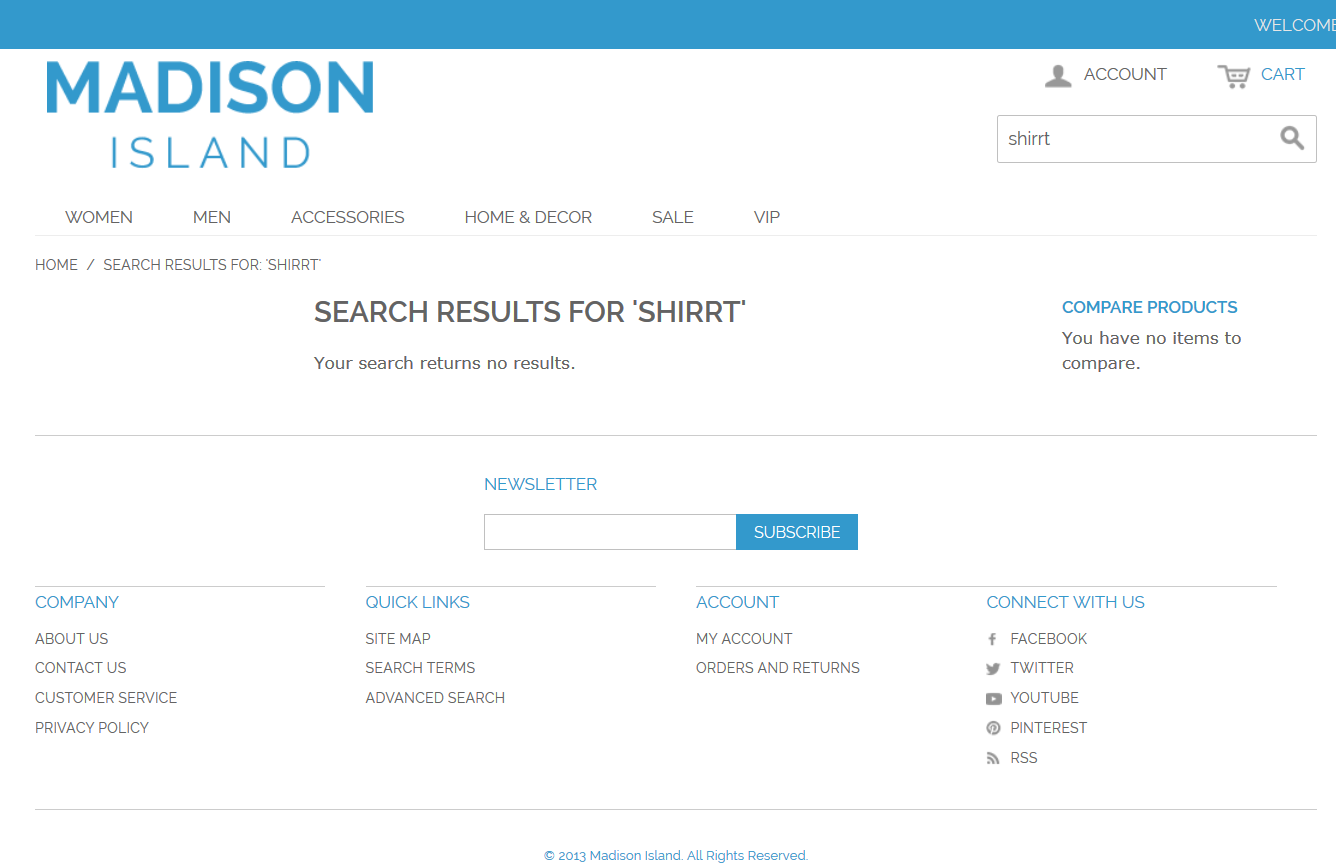 WELCOME
MADISON
ISLAND
ACCOUNT
CART
shirrt
WOMEN MEN ACCESSORIES HOME & DECOR SALE VIP
HOME / SEARCH RESULTS FOR: 'SHIRRT'
SEARCH RESULTS FOR 'SHIRRT'
Your search returns no results.
COMPARE PRODUCTS
You have no items to
compare.
NEWSLETTER
SUBSCRIBE
COMPANY
ABOUT US
CONTACT US
CUSTOMER SERVICE
PRIVACY POLICY
QUICK LINKS
SITE MAP
SEARCH TERMS
ADVANCED SEARCH
ACCOUNT
MY ACCOUNT
ORDERS AND RETURNS
CONNECT WITH US
FACEBOOK
TWITTER
YOUTUBE
PINTEREST
RSS
© 2013 Madison Island. All Rights Reserved.